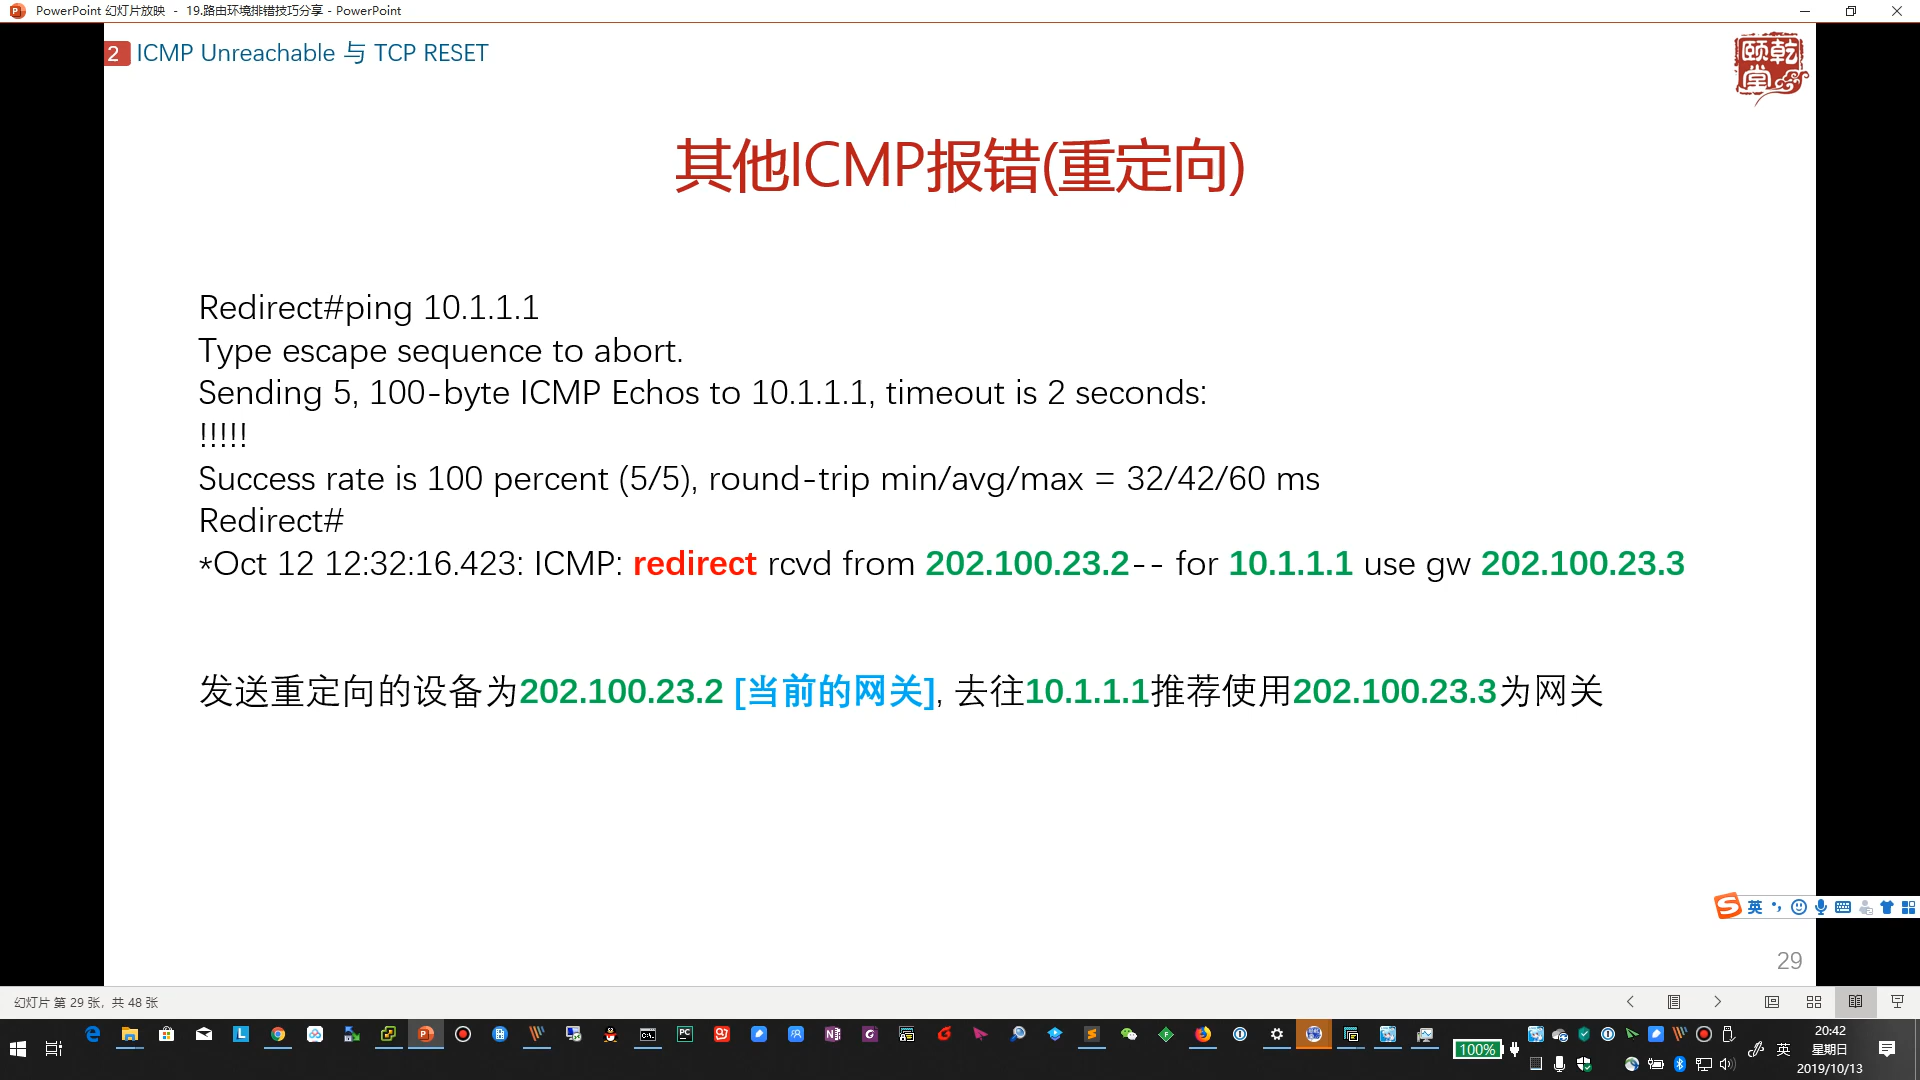 PowerPoint 幻灯片放映 - 19.路由环境排错技巧分享 - PowerPoint
2 ICMP Unreachable 与 TCP RESET
颐乾堂
其他ICMP报错(重定向)
Redirect#ping 10.1.1.1
Type escape sequence to abort.
Sending 5, 100-byte ICMP Echos to 10.1.1.1, timeout is 2 seconds:
!!!!!
Success rate is 100 percent (5/5), round-trip min/avg/max = 32/42/60 ms
Redirect#
*Oct 12 12:32:16.423: ICMP: redirect rcvd from 202.100.23.2-- for 10.1.1.1 use gw 202.100.23.3
发送重定向的设备为202.100.23.2 [当前的网关], 去往10.1.1.1推荐使用202.100.23.3为网关
英
29
幻灯片 第 29 张，共 48 张
100%
英
20:42
星期日
2019/10/13